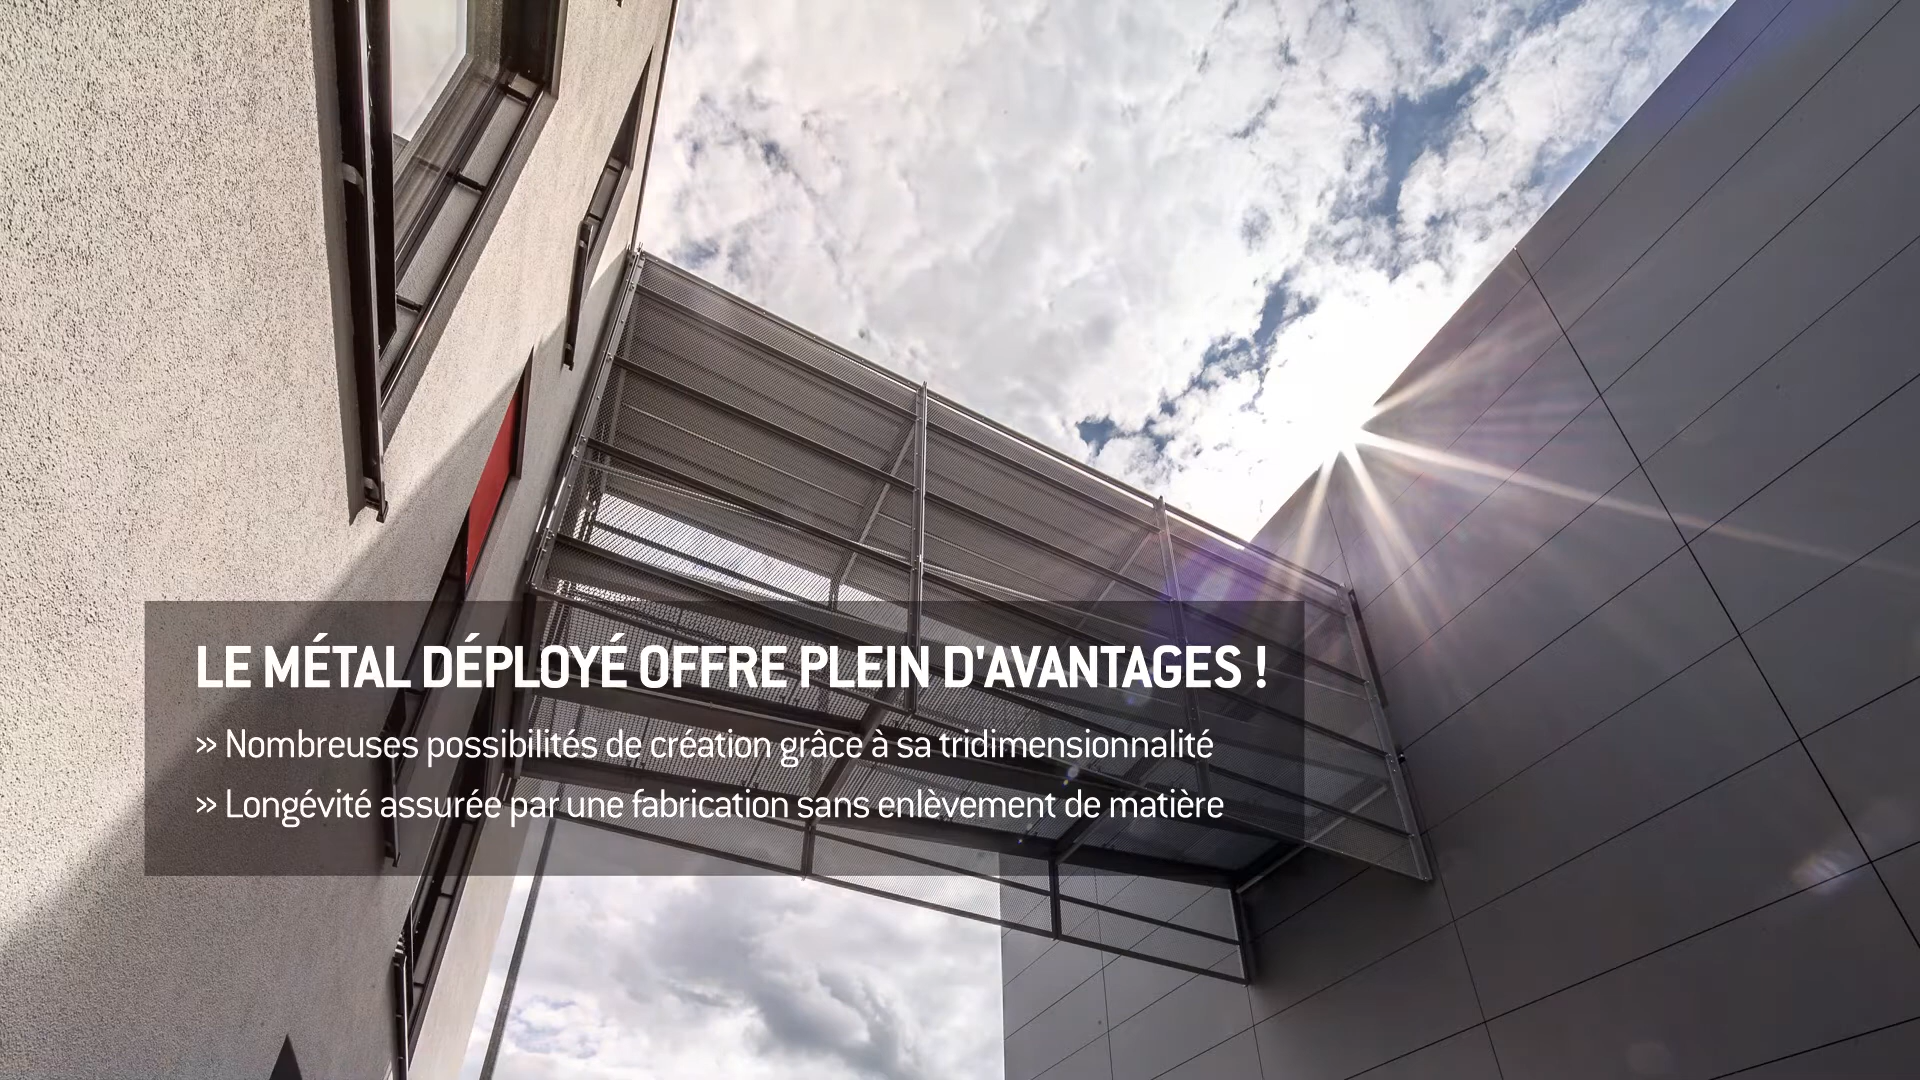 LE MÉTAL DÉPLOYÉ OFFRE PLEIN D'AVANTAGES !
›› Nombreuses possibilités de création grâce à sa tridimensionnalité
›› Longévité assurée par une fabrication sans enlèvement de matière